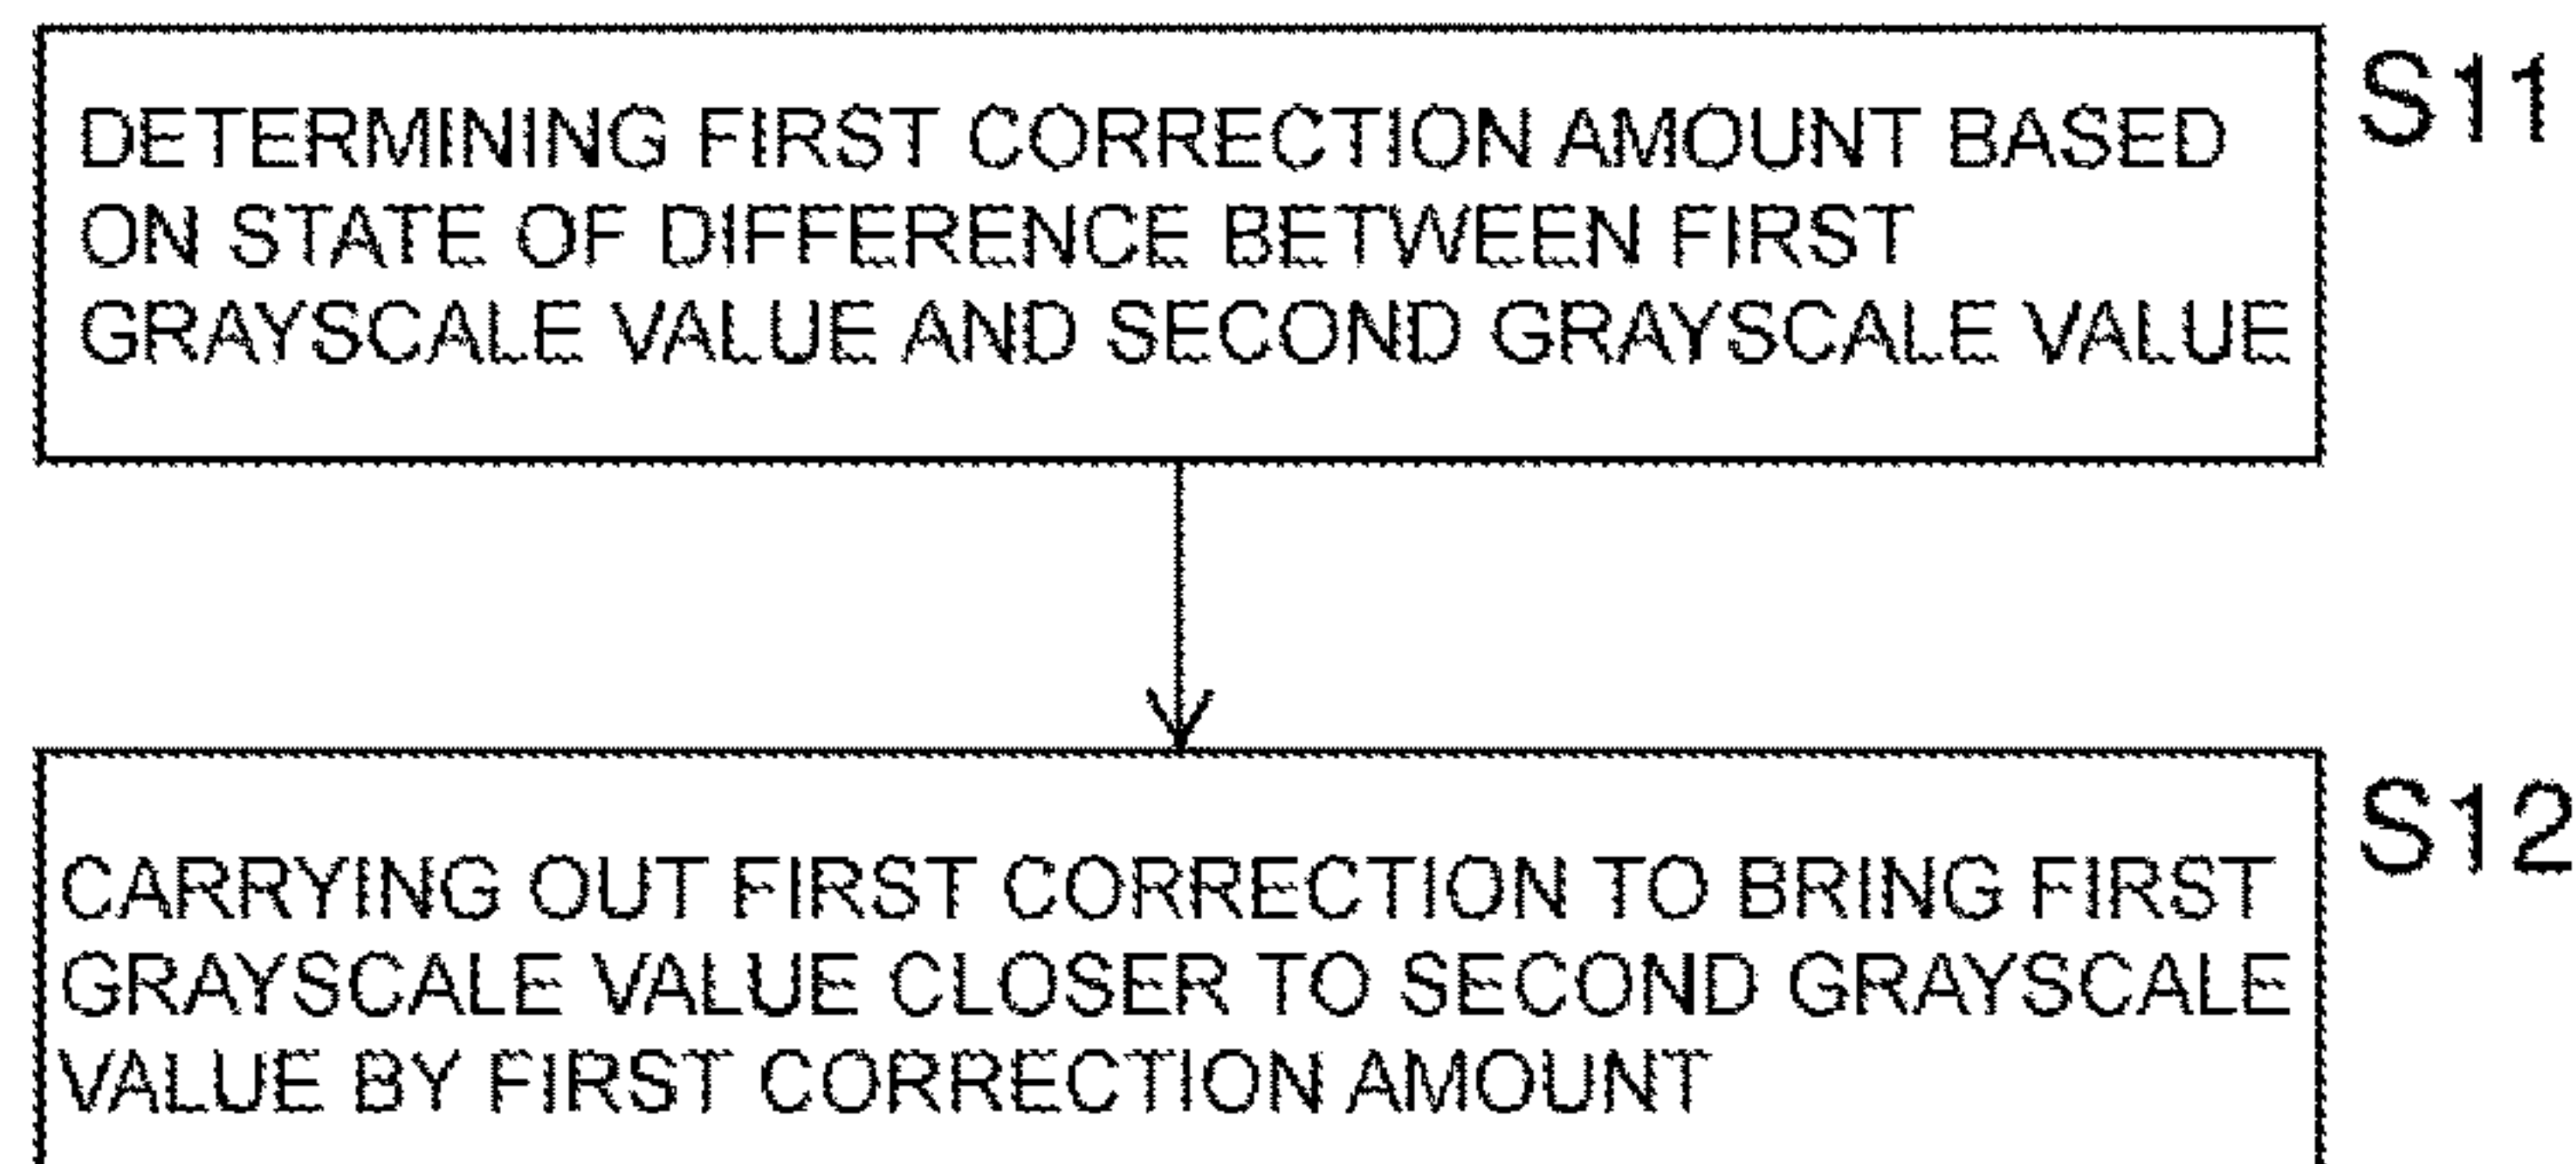 DETERMINING FIRST CORRECTION AMOUNT BASED S11
ON STATE OF DIFFERENCE BETWEEN FIRST
GRAYSCALE VALUE AND SECOND GRAYSCALE VALUE
CARRYING OUT FIRST CORRECTION TO BRING FIRST S12
GRAYSCALE VALUE CLOSER TO SECOND GRAYSCALE
VALUE BY FIRST CORRECTION AMOUNT